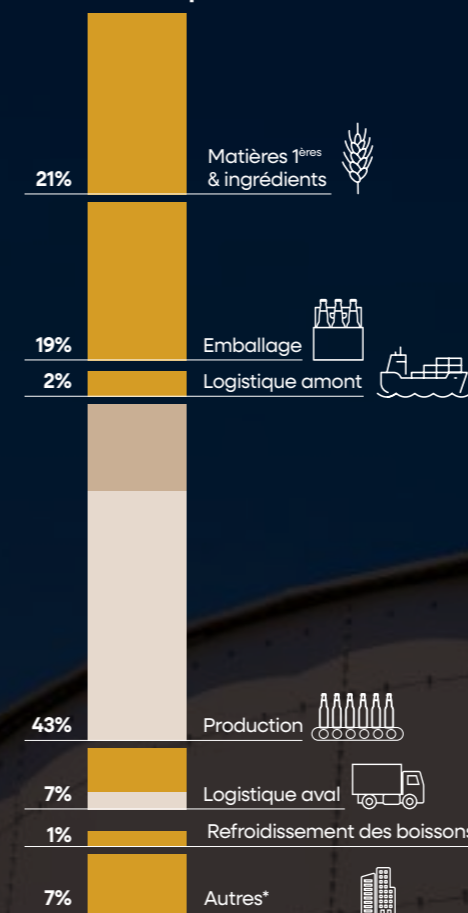 Matières 1ères
21% & ingrédients
19% Emballage
2% Logistique amont
43% Production
7% Logistique aval
1% Refroidissement des boissons
7% Autres*